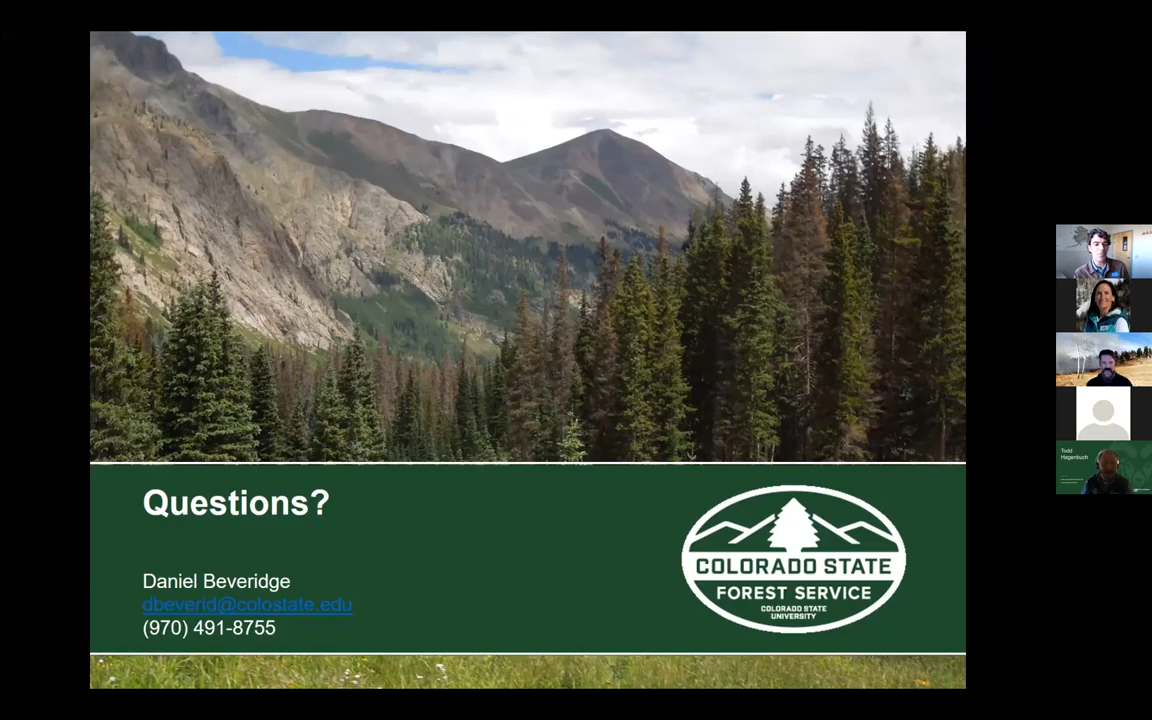 Questions?
Daniel Beveridge
dbeverid@colostate.edu
(970) 491-8755
COLORADO STATE
FOREST SERVICE
COLORADO STATE
UNIVERSITY
Todd
Hagenbuch